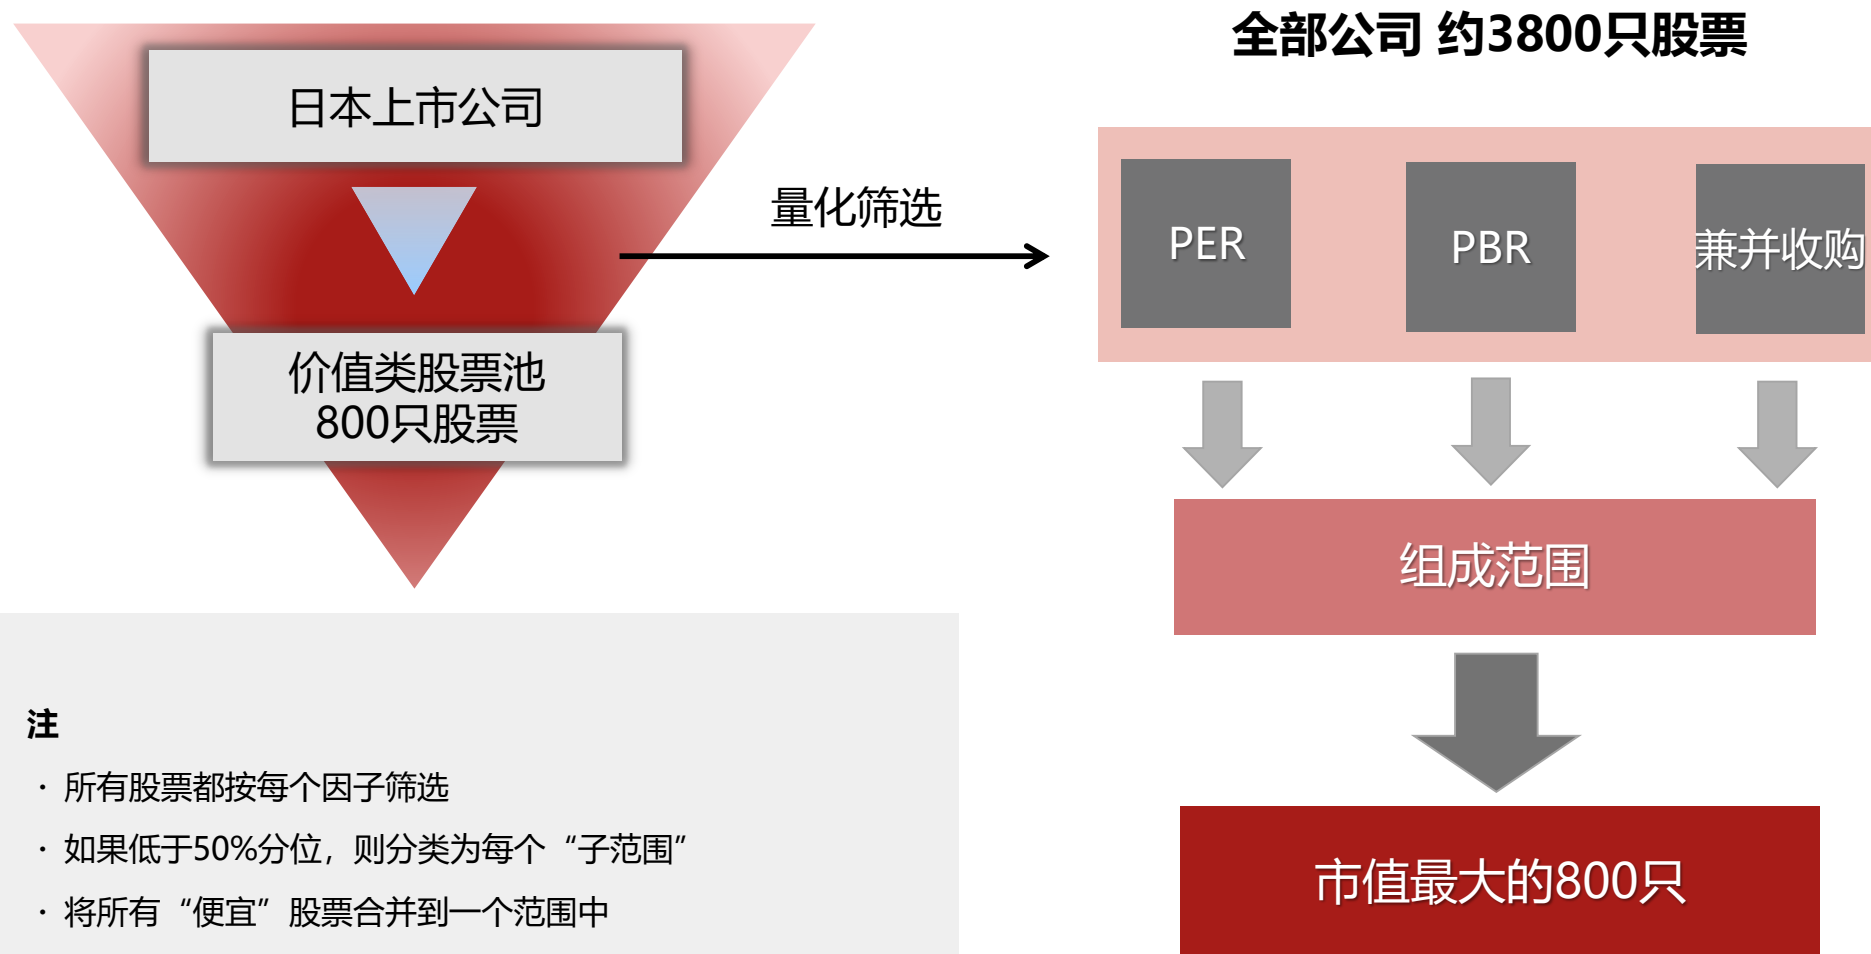 全部公司 约3800只股票
日本上市公司
量化筛选
PER
PBR
兼并收购
价值类股票池
800只股票
组成范围
市值最大的800只
注
· 所有股票都按每个因子筛选
· 如果低于50%分位，则分类为每个“子范围”
· 将所有“便宜”股票合并到一个范围中